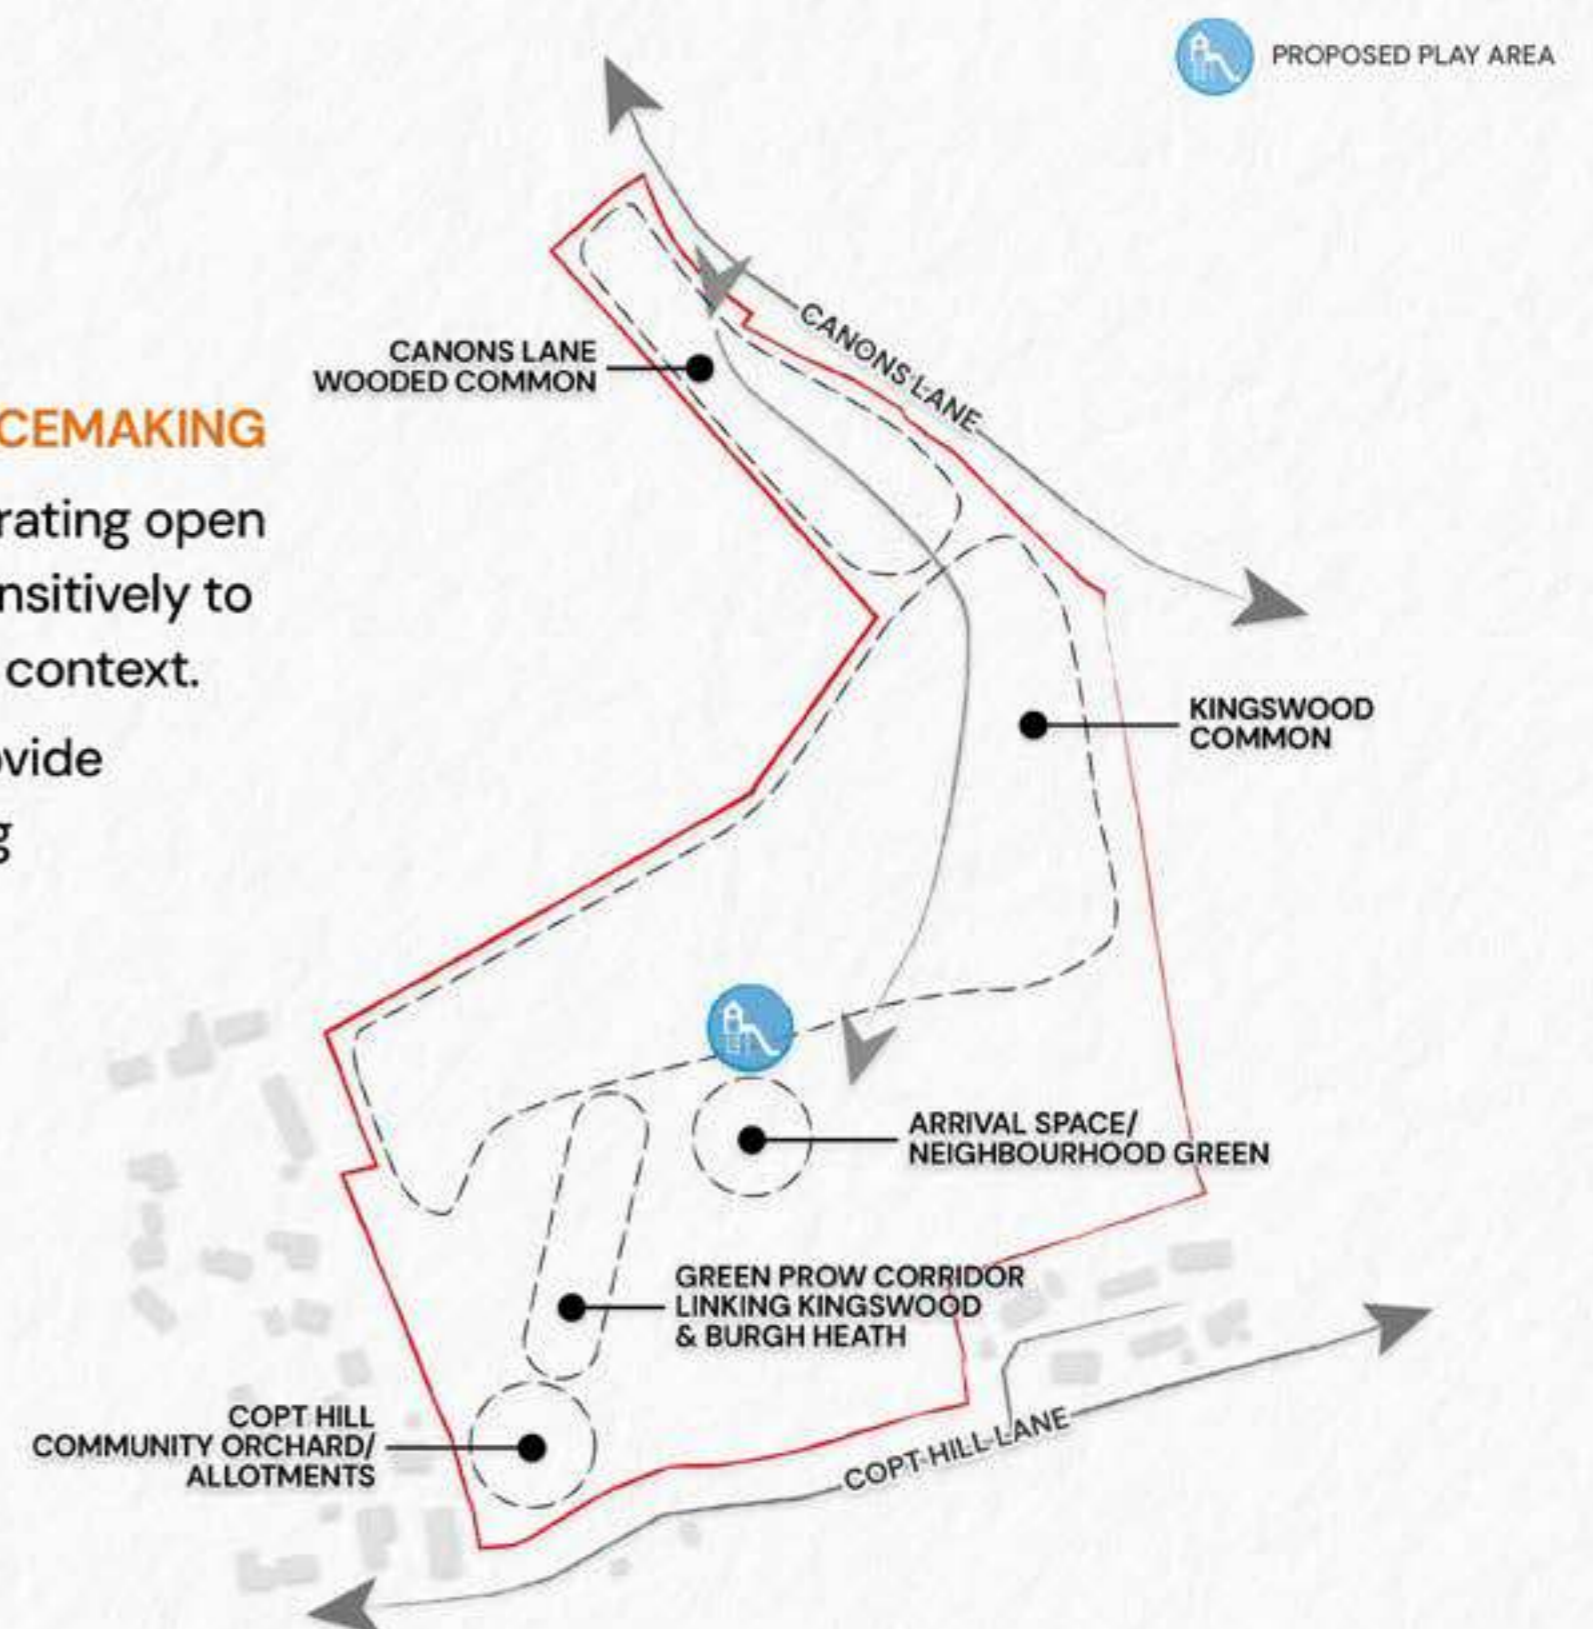 PROPOSED PLAY AREA
CANONS LANE
CANONS LANE
WOODED COMMON
CEMAKING
rating open
nsitively to
context.
vide
g
KINGSWOOD
COMMON
ARRIVAL SPACE/
NEIGHBOURHOOD GREEN
GREEN PROW CORRIDOR
LINKING KINGSWOOD
& BURGH HEATH
COPT HILL
COMMUNITY ORCHARD/
ALLOTMENTS
COPT HILL LANE